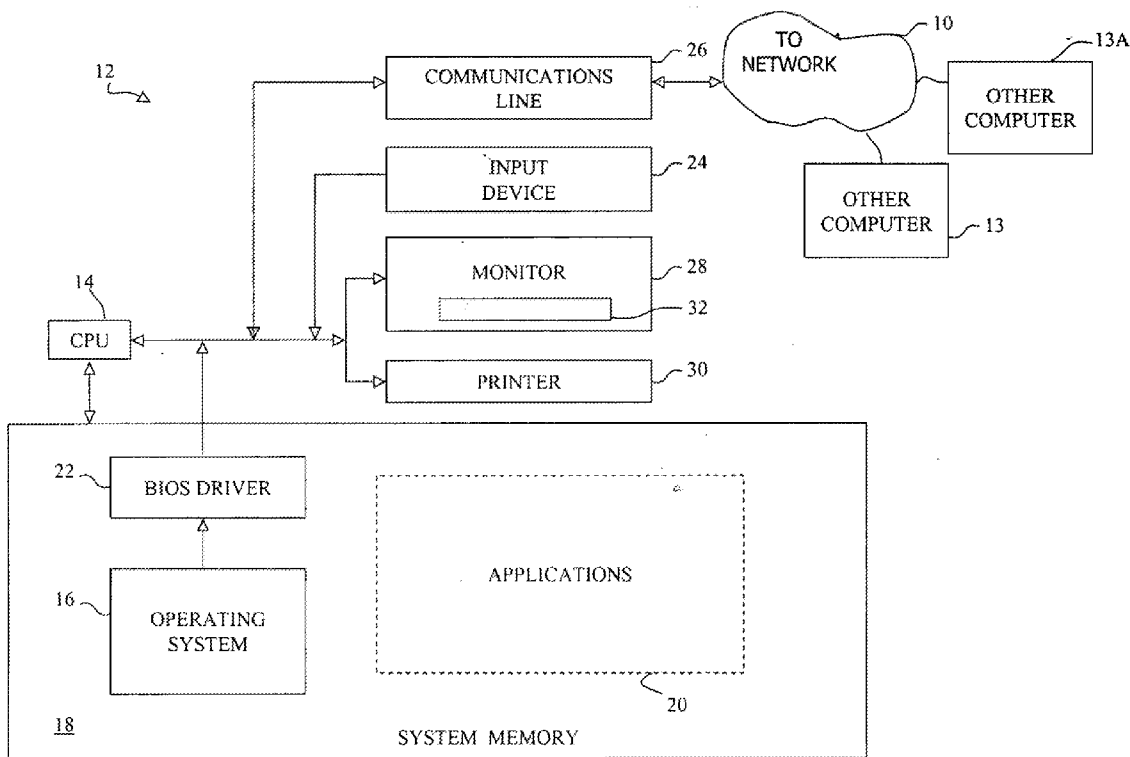 12
COMMUNICATIONS
LINE
26
TO
NETWORK
10
13A
OTHER
COMPUTER
INPUT
DEVICE
24
OTHER
COMPUTER
13
MONITOR
28
32
14
CPU
PRINTER
30
22
BIOS DRIVER
16
OPERATING
SYSTEM
APPLICATIONS
20
18
SYSTEM MEMORY